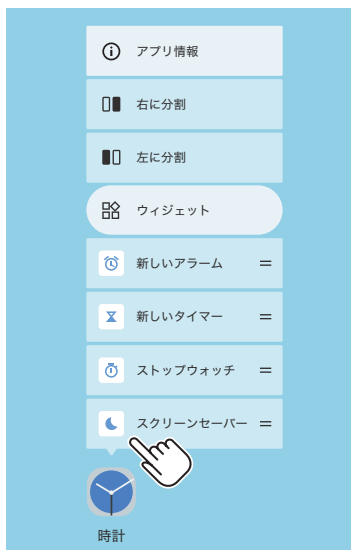 アプリ情報
右に分割
左に分割
ウィジェット
新しいアラーム
新しいタイマー
ストップウォッチ
スクリーンセーバー
時計